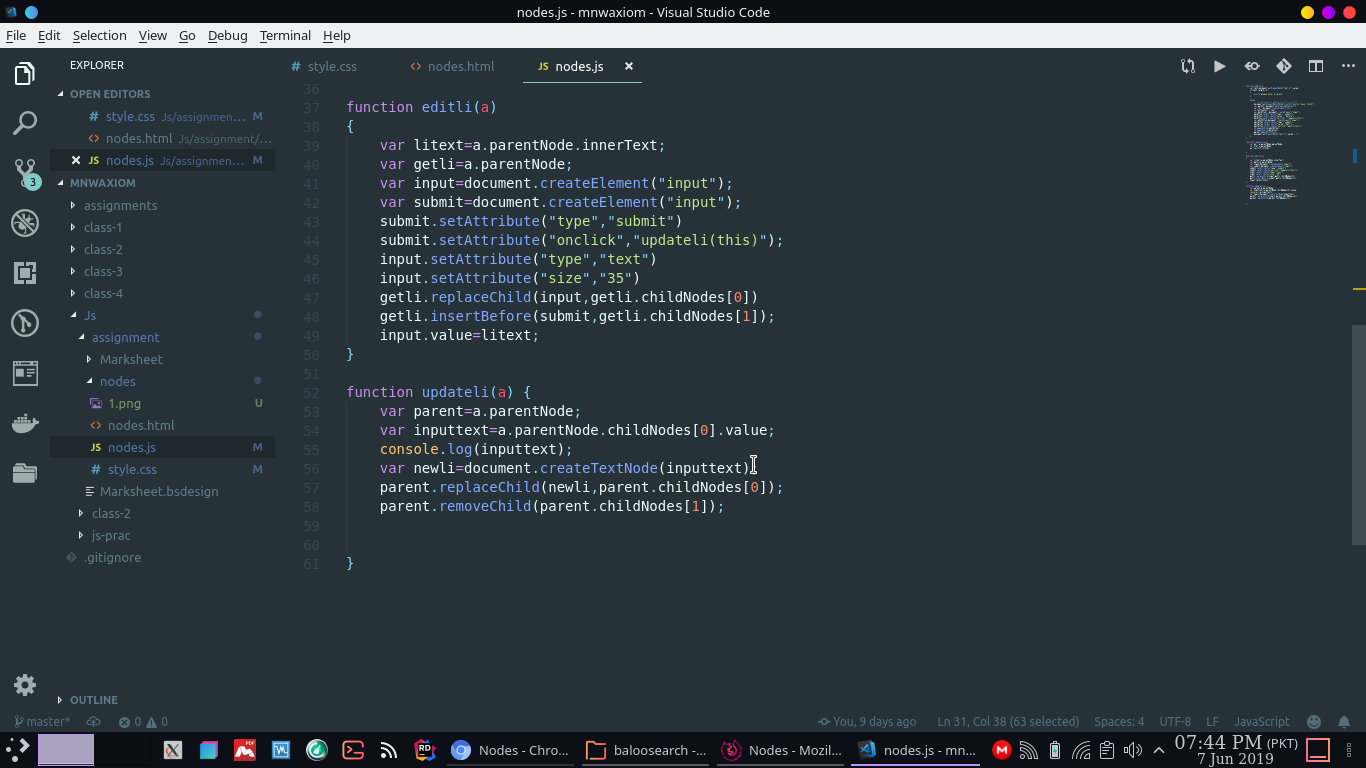 nodes.js - mnwaxiom - Visual Studio Code
File Edit Selection View Go Debug Terminal Help
EXPLORER
OPEN EDITORS
# style.css Js/assignmen... M
<> nodes.html Js/assignment/...
JS nodes.js Js/assignmen... M
MNWAXIOM
assignments
class-1
class-2
class-3
class-4
Js
assignment
Marksheet
nodes
1.png U
<> nodes.html
JS nodes.js M
# style.css M
Marksheet.bsdesign
class-2
js-prac
.gitignore
OUTLINE
3
# style.css <> nodes.html JS nodes.js
36
37 function editli(a)
38 {
39 var litext=a.parentNode.innerText;
40 var getli=a.parentNode;
41 var input=document.createElement("input");
42 var submit=document.createElement("input");
43 submit.setAttribute("type","submit")
44 submit.setAttribute("onclick","updateli(this)");
45 input.setAttribute("type","text")
46 input.setAttribute("size","35")
47 getli.replaceChild(input,getli.childNodes[0])
48 getli.insertBefore(submit,getli.childNodes[1]);
49 input.value=litext;
50 }
51
52 function updateli(a) {
53 var parent=a.parentNode;
54 var inputtext=a.parentNode.childNodes[0].value;
55 console.log(inputtext);
56 var newli=document.createTextNode(inputtext)
57 parent.replaceChild(newli,parent.childNodes[0]);
58 parent.removeChild(parent.childNodes[1]);
59
60
61 }
master* 0 0 You, 9 days ago Ln 31, Col 38 (63 selected) Spaces: 4 UTF-8 LF JavaScript
RD Nodes - Chro... baloosearch -... Nodes - Mozil... nodes.js - mn... M 07:44 PM (PKT)
7 Jun 2019